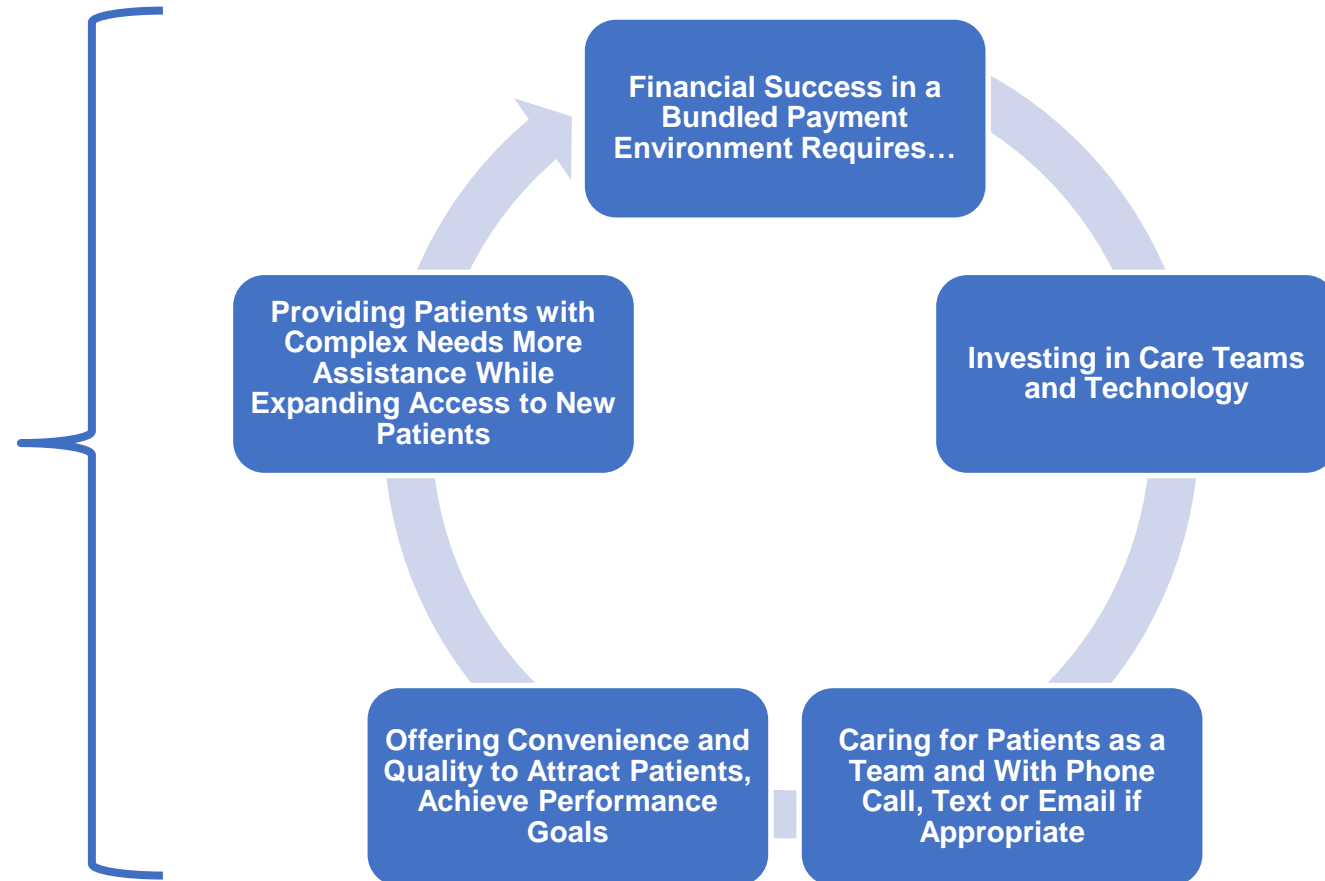 Financial Success in a
Bundled Payment
Environment Requires…
Investing in Care Teams
and Technology
Caring for Patients as a
Team and With Phone
Call, Text or Email if
Appropriate
Offering Convenience and
Quality to Attract Patients,
Achieve Performance
Goals
Providing Patients with
Complex Needs More
Assistance While
Expanding Access to New
Patients